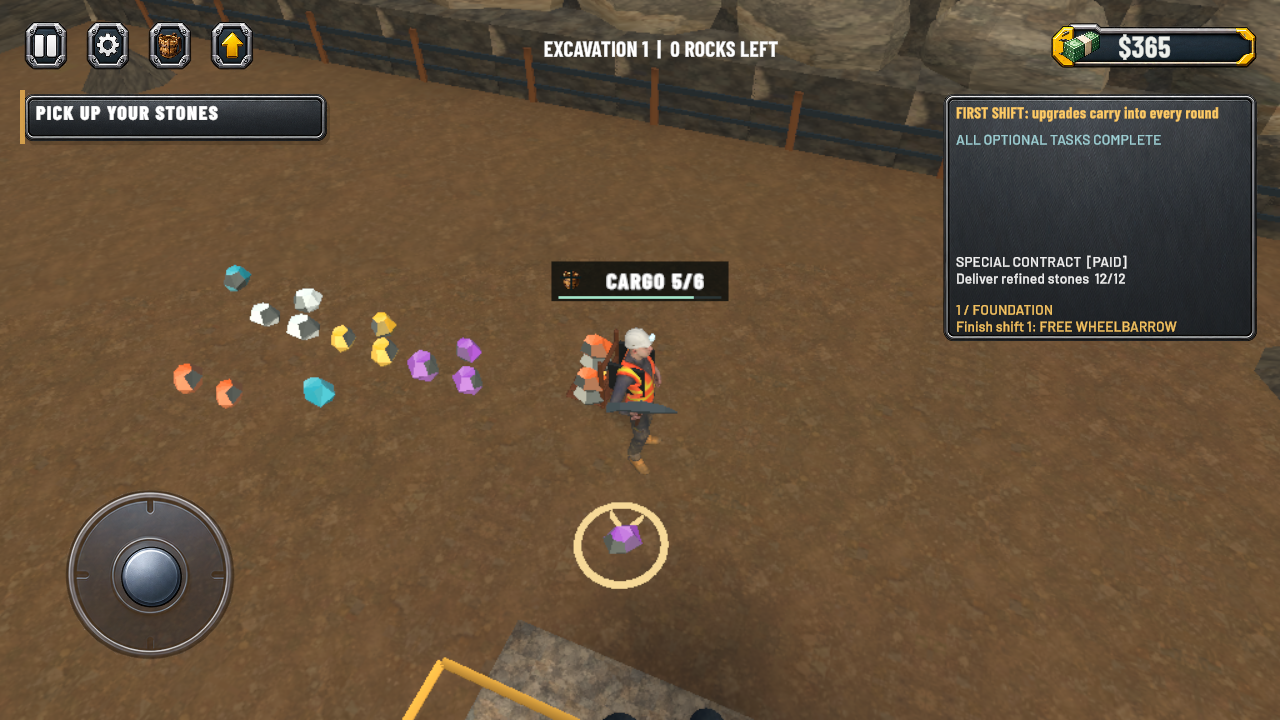 EXCAVATION 1 | 0 ROCKS LEFT
$365
PICK UP YOUR STONES
FIRST SHIFT: upgrades carry into every round
ALL OPTIONAL TASKS COMPLETE
SPECIAL CONTRACT [PAID]
Deliver refined stones 12/12
1 / FOUNDATION
Finish shift 1: FREE WHEELBARROW
CARGO 5/6